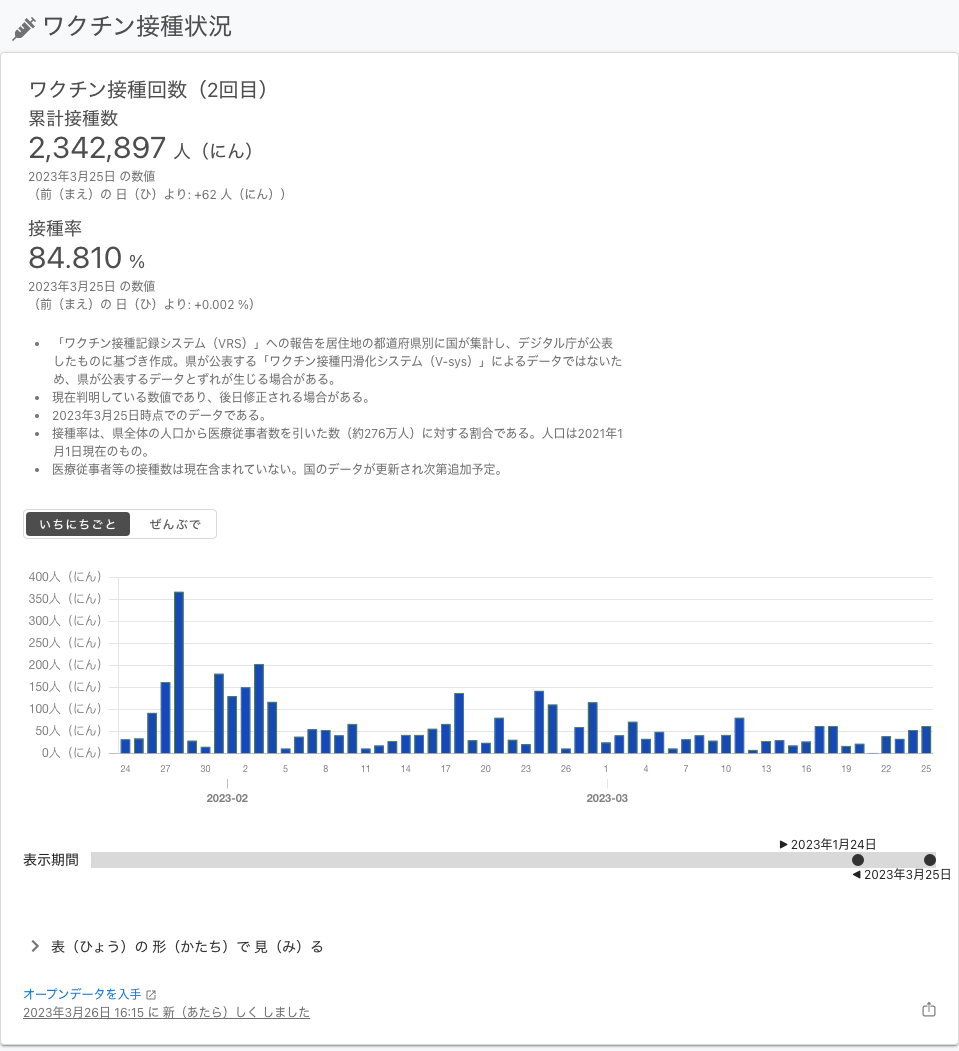 ワクチン接種状況
ワクチン接種回数（2回目）
累計接種数
2,342,897 人（にん）
2023年3月25日 の数値
（前（まえ）の 日（ひ）より: +62 人（にん））
接種率
84.810 %
2023年3月25日 の数値
（前（まえ）の 日（ひ）より: +0.002 %）
• 「ワクチン接種記録システム（VRS）」への報告を居住地の都道府県別に国が集計し、デジタル庁が公表
したものに基づき作成。県が公表する「ワクチン接種円滑化システム（V-sys）」によるデータではないた
め、県が公表するデータとずれが生じる場合がある。
• 現在判明している数値であり、後日修正される場合がある。
• 2023年3月25日時点でのデータである。
• 接種率は、県全体の人口から医療従事者数を引いた数（約276万人）に対する割合である。人口は2021年1
月1日現在のもの。
• 医療従事者等の接種数は現在含まれていない。国のデータが更新され次第追加予定。
いちにちごと ぜんぶで
400人（にん）
350人（にん）
300人（にん）
250人（にん）
200人（にん）
150人（にん）
100人（にん）
50人（にん）
0人（にん）
24 27 30 2 5 8 11 14 17 20 23 26 1 4 7 10 13 16 19 22 25
2023-02 2023-03
▶ 2023年1月24日
表示期間
◀ 2023年3月25日
表（ひょう）の 形（かたち）で 見（み）る
オープンデータを入手
2023年3月26日 16:15 に 新（あたら）しく しました